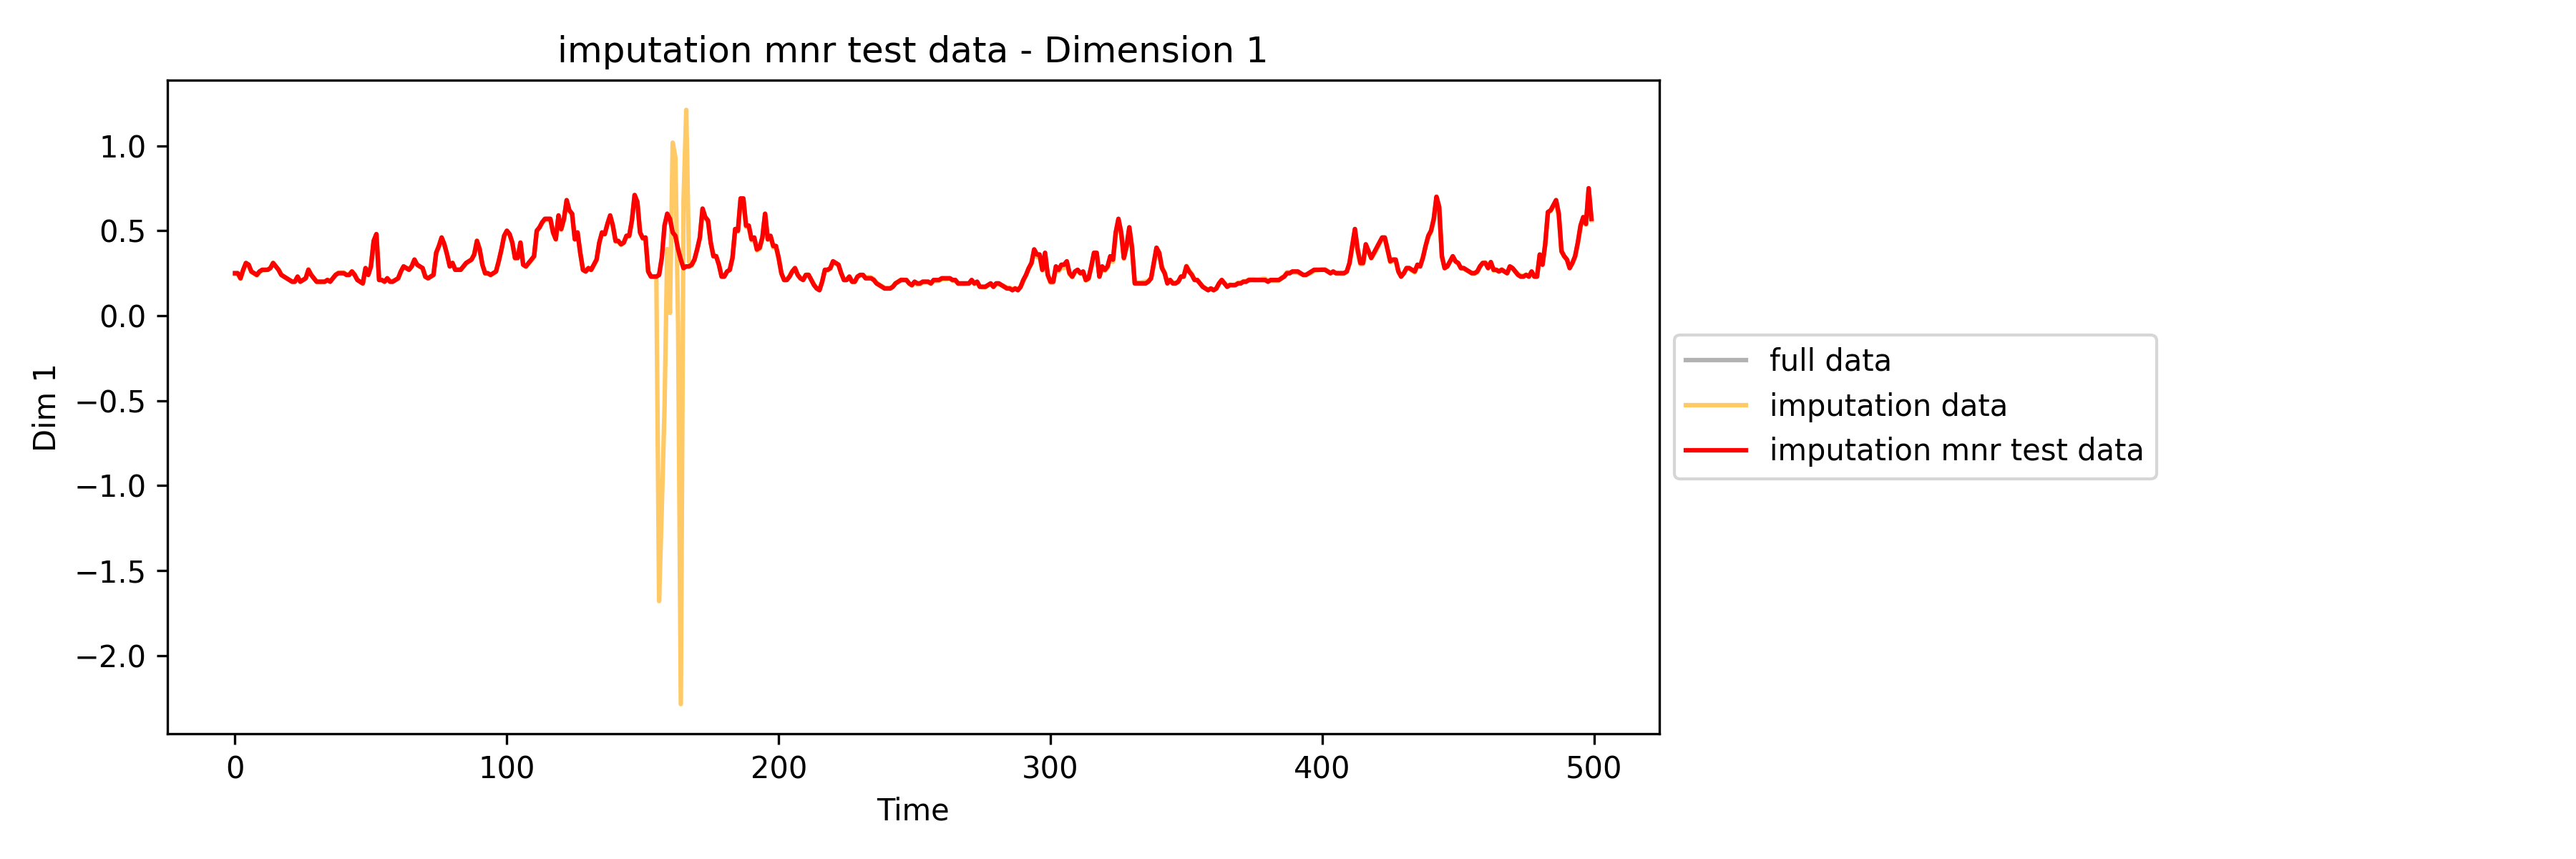 imputation mnr test data - Dimension 1
1.0
0.5
0.0
−0.5
−1.0
−1.5
−2.0
Dim 1
0 100 200 300 400 500
Time
full data
imputation data
imputation mnr test data